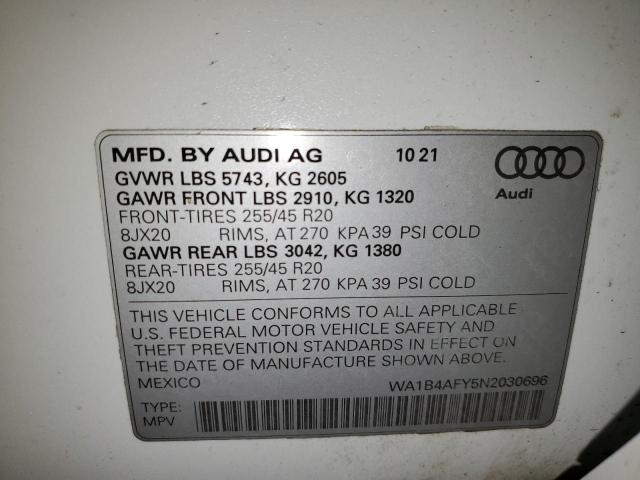 MFD. BY AUDI AG 10 21
GVWR LBS 5743, KG 2605
GAWR FRONT LBS 2910, KG 1320
Audi
FRONT-TIRES 255/45 R20
8JX20 RIMS, AT 270 KPA 39 PSI COLD
GAWR REAR LBS 3042, KG 1380
REAR-TIRES 255/45 R20
8JX20 RIMS, AT 270 KPA 39 PSI COLD
THIS VEHICLE CONFORMS TO ALL APPLICABLE
U.S. FEDERAL MOTOR VEHICLE SAFETY AND
THEFT PREVENTION STANDARDS IN EFFECT ON
THE DATE OF MANUFACTURE SHOWN ABOVE.
MEXICO WA1B4AFY5N2030696
TYPE:
MPV